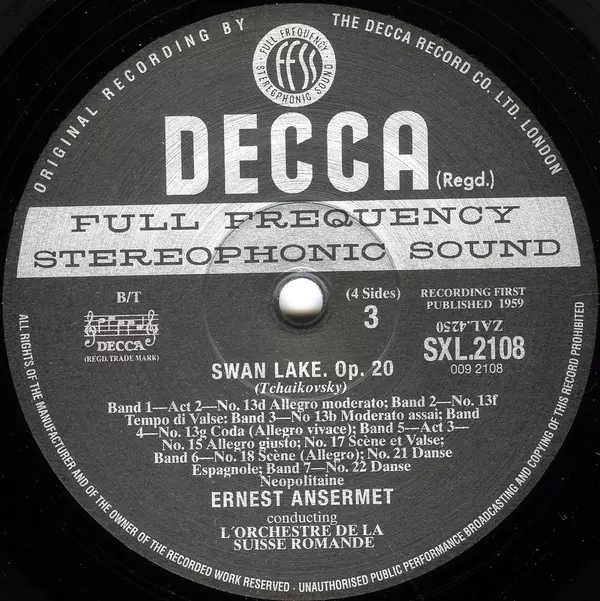 ORIGINAL RECORDING BY
THE DECCA RECORD CO. LTD. LONDON
FULL FREQUENCY
FFSS
STEREOPHONIC SOUND
DECCA (Regd.)
FULL FREQUENCY
STEREOPHONIC SOUND
B/T
DECCA
(REGD. TRADE MARK)
(4 Sides)
3
RECORDING FIRST
PUBLISHED 1959
ZAL.4250
SXL.2108
009 2108
SWAN LAKE. Op. 20
(Tchaikovsky)
Band 1—Act 2—No. 13d Allegro moderato; Band 2—No. 13f
Tempo di Valse; Band 3—No 13b Moderato assai; Band
4—No. 13g Coda (Allegro vivace); Band 5—Act 3—
No. 15 Allegro giusto; No. 17 Scène et Valse;
Band 6—No. 18 Scène (Allegro); No. 21 Danse
Espagnole; Band 7—No. 22 Danse
Neopolitaine
ERNEST ANSERMET
conducting
L'ORCHESTRE DE LA
SUISSE ROMANDE
ALL RIGHTS OF THE MANUFACTURER AND OF THE OWNER OF THE RECORDED WORK RESERVED · UNAUTHORISED PUBLIC PERFORMANCE BROADCASTING AND COPYING OF THIS RECORD PROHIBITED